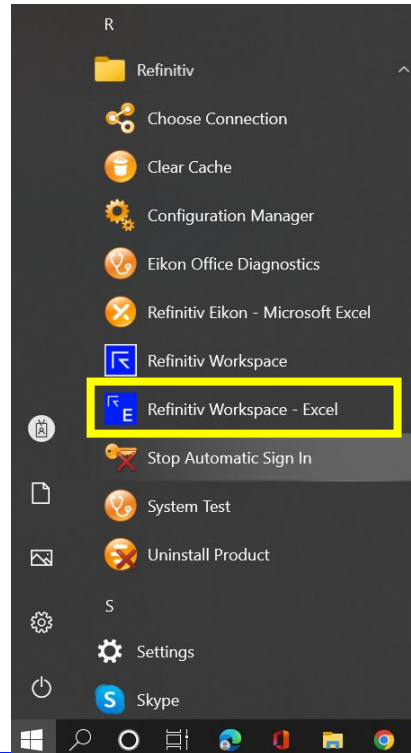 R
Refinitiv
Choose Connection
Clear Cache
Configuration Manager
Eikon Office Diagnostics
Refinitiv Eikon - Microsoft Excel
Refinitiv Workspace
E
Refinitiv Workspace - Excel
Stop Automatic Sign In
System Test
Uninstall Product
S
Settings
S
Skype